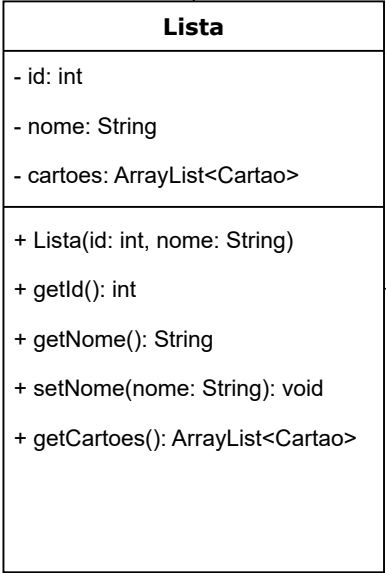 Lista
- id: int
- nome: String
- cartoes: ArrayList<Cartao>
+ Lista(id: int, nome: String)
+ getId(): int
+ getNome(): String
+ setNome(nome: String): void
+ getCartoes(): ArrayList<Cartao>